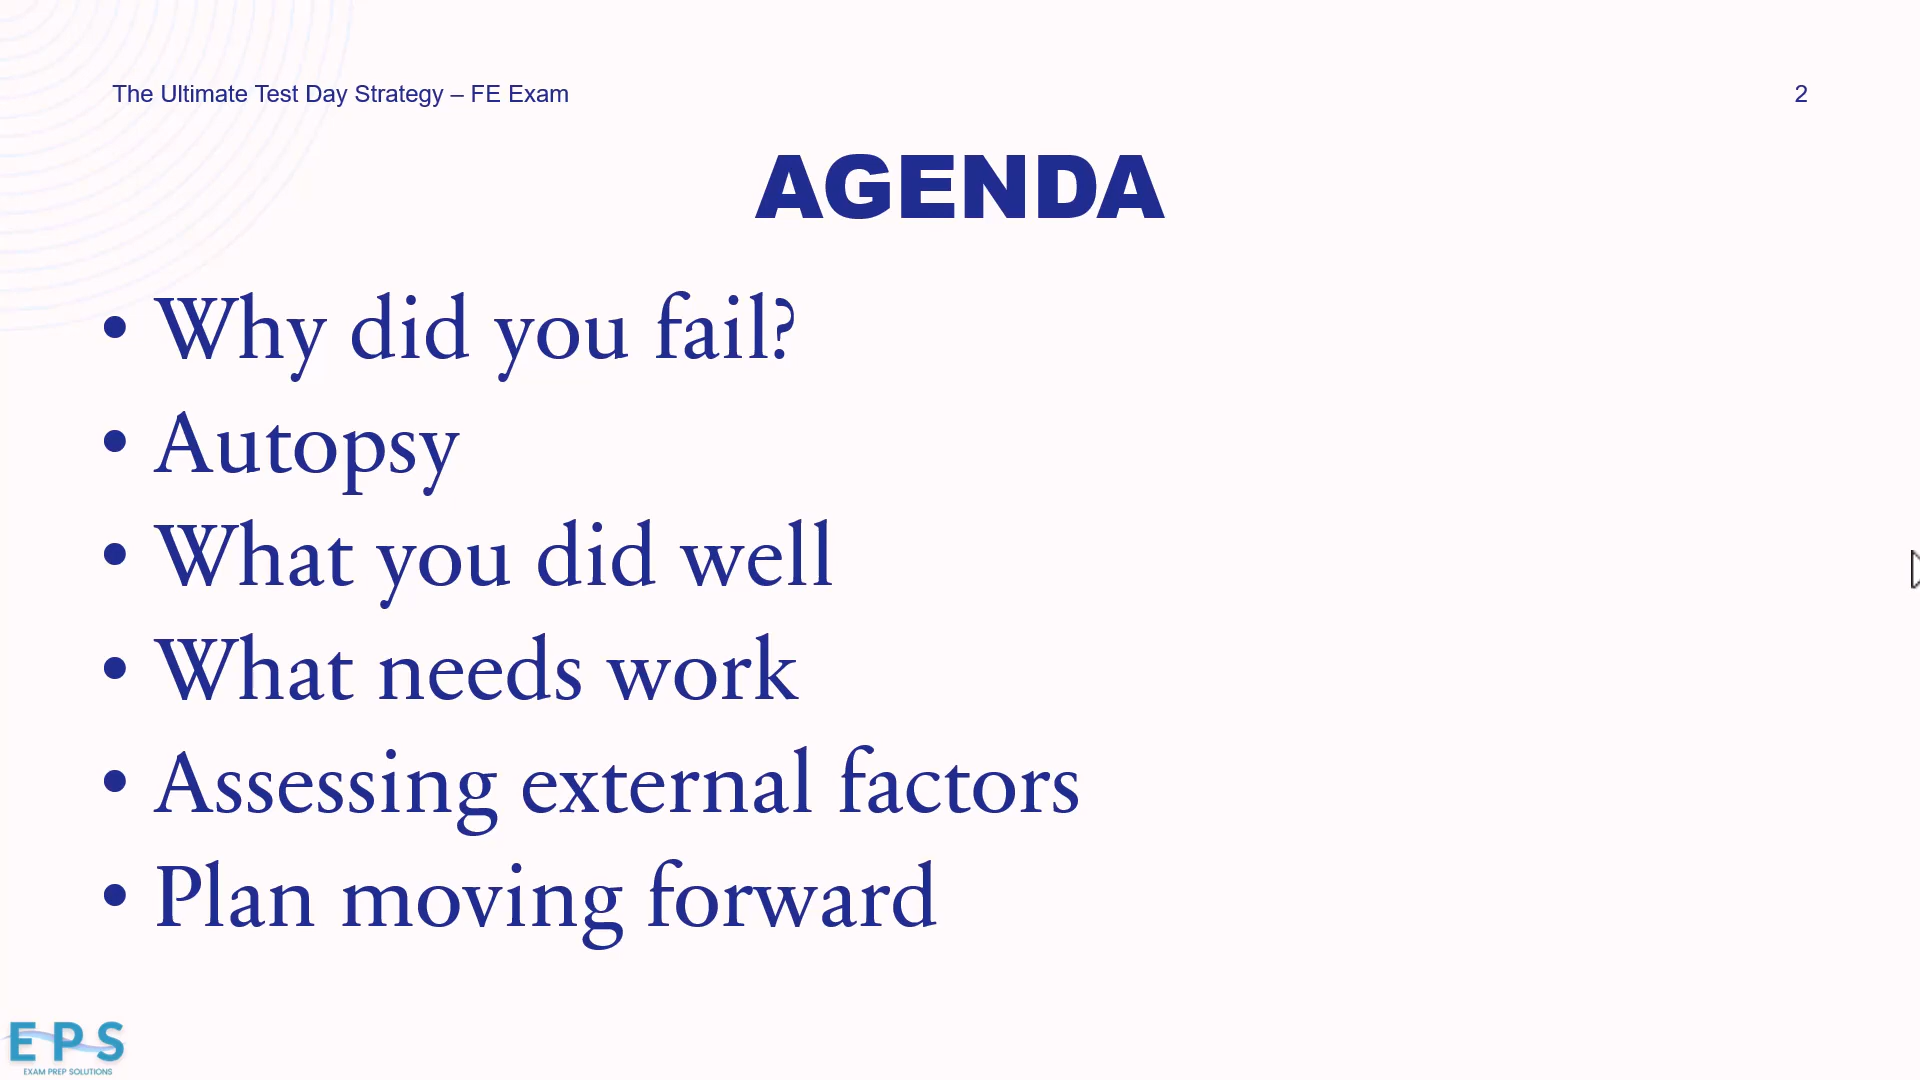 The Ultimate Test Day Strategy – FE Exam
2
AGENDA
• Why did you fail?
• Autopsy
• What you did well
• What needs work
• Assessing external factors
• Plan moving forward
EPS
EXAM PREP SOLUTIONS